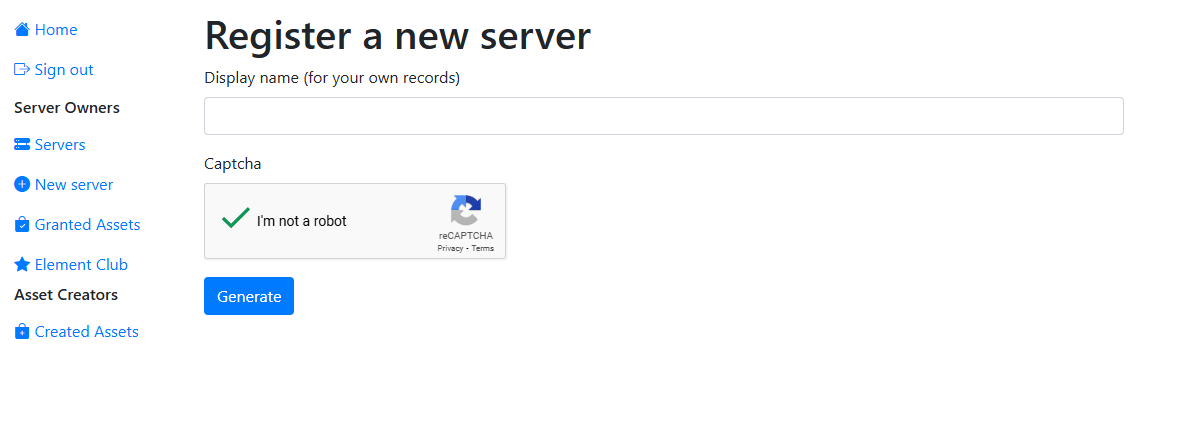 Home
Sign out
Server Owners
Servers
New server
Granted Assets
Element Club
Asset Creators
Created Assets
Register a new server
Display name (for your own records)
Captcha
I'm not a robot
reCAPTCHA
Privacy - Terms
Generate